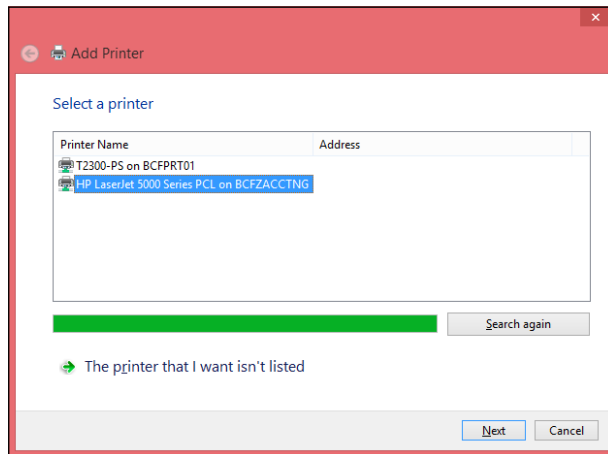 Add Printer
Select a printer
Printer Name Address
T2300-PS on BCFPRT01
HP LaserJet 5000 Series PCL on BCFZACCTNG
Search again
The printer that I want isn't listed
Next Cancel